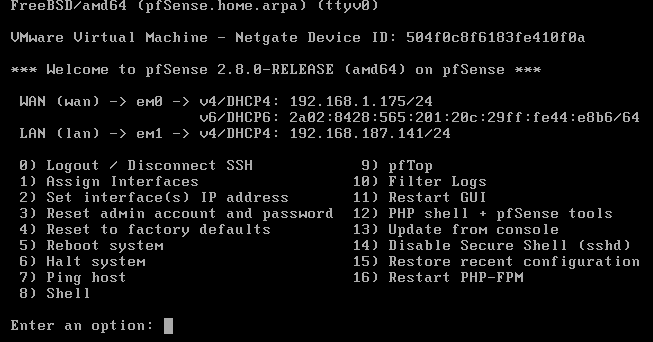 FreeBSD/amd64 (pfSense.home.arpa) (ttyv0)
VMware Virtual Machine - Netgate Device ID: 504f0c8f6183fe410f0a
*** Welcome to pfSense 2.8.0-RELEASE (amd64) on pfSense ***
WAN (wan) -> em0 -> v4/DHCP4: 192.168.1.175/24
v6/DHCP6: 2a02:8428:565:201:20c:29ff:fe44:e8b6/64
LAN (lan) -> em1 -> v4/DHCP4: 192.168.187.141/24
0) Logout / Disconnect SSH 9) pfTop
1) Assign Interfaces 10) Filter Logs
2) Set interface(s) IP address 11) Restart GUI
3) Reset admin account and password 12) PHP shell + pfSense tools
4) Reset to factory defaults 13) Update from console
5) Reboot system 14) Disable Secure Shell (sshd)
6) Halt system 15) Restore recent configuration
7) Ping host 16) Restart PHP-FPM
8) Shell
Enter an option: